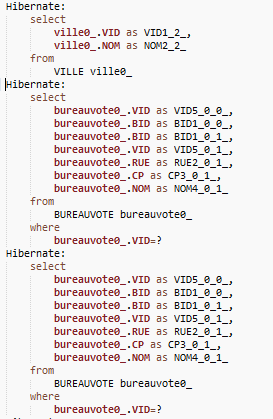 Hibernate:
select
ville0_.VID as VID1_2_,
ville0_.NOM as NOM2_2_
from
VILLE ville0_
Hibernate:
select
bureauvote0_.VID as VID5_0_0_,
bureauvote0_.BID as BID1_0_0_,
bureauvote0_.BID as BID1_0_1_,
bureauvote0_.VID as VID5_0_1_,
bureauvote0_.RUE as RUE2_0_1_,
bureauvote0_.CP as CP3_0_1_,
bureauvote0_.NOM as NOM4_0_1_
from
BUREAUVOTE bureauvote0_
where
bureauvote0_.VID=?
Hibernate:
select
bureauvote0_.VID as VID5_0_0_,
bureauvote0_.BID as BID1_0_0_,
bureauvote0_.BID as BID1_0_1_,
bureauvote0_.VID as VID5_0_1_,
bureauvote0_.RUE as RUE2_0_1_,
bureauvote0_.CP as CP3_0_1_,
bureauvote0_.NOM as NOM4_0_1_
from
BUREAUVOTE bureauvote0_
where
bureauvote0_.VID=?